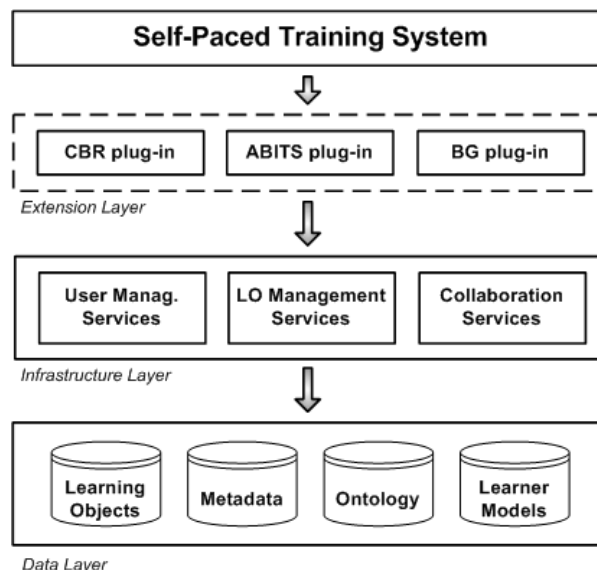 Self-Paced Training System
CBR plug-in
ABITS plug-in
BG plug-in
Extension Layer
User Manag.
Services
LO Management
Services
Collaboration
Services
Infrastructure Layer
Learning
Objects
Metadata
Ontology
Learner
Models
Data Layer